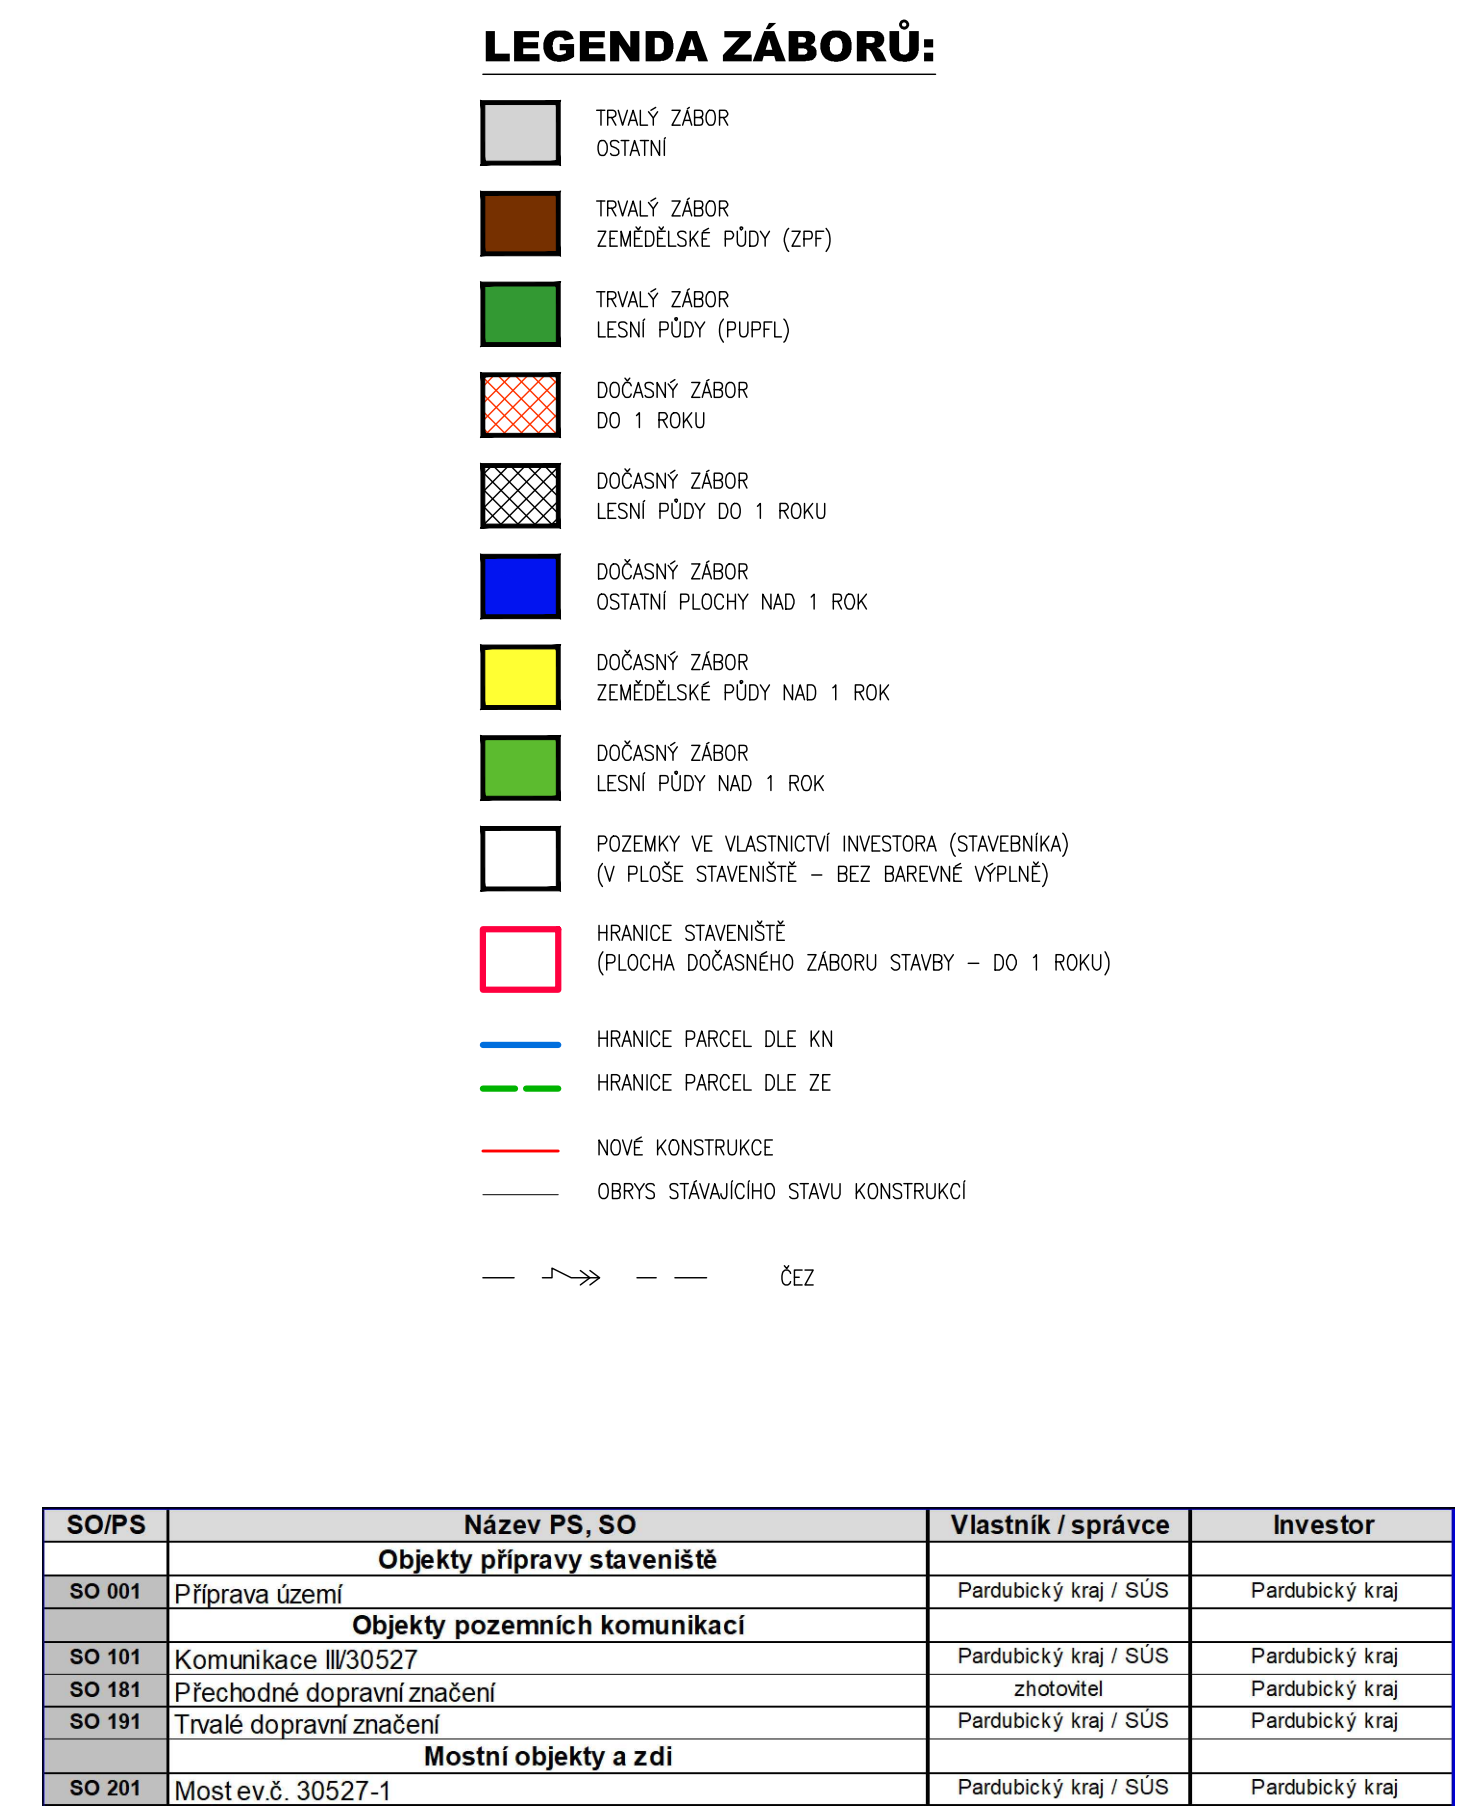 LEGENDA ZÁBORŮ:
TRVALÝ ZÁBOR
OSTATNÍ
TRVALÝ ZÁBOR
ZEMĚDĚLSKÉ PŮDY (ZPF)
TRVALÝ ZÁBOR
LESNÍ PŮDY (PUPFL)
DOČASNÝ ZÁBOR
DO 1 ROKU
DOČASNÝ ZÁBOR
LESNÍ PŮDY DO 1 ROKU
DOČASNÝ ZÁBOR
OSTATNÍ PLOCHY NAD 1 ROK
DOČASNÝ ZÁBOR
ZEMĚDĚLSKÉ PŮDY NAD 1 ROK
DOČASNÝ ZÁBOR
LESNÍ PŮDY NAD 1 ROK
POZEMKY VE VLASTNICTVÍ INVESTORA (STAVEBNÍKA)
(V PLOŠE STAVENIŠTĚ – BEZ BAREVNÉ VÝPLNĚ)
HRANICE STAVENIŠTĚ
(PLOCHA DOČASNÉHO ZÁBORU STAVBY – DO 1 ROKU)
HRANICE PARCEL DLE KN
HRANICE PARCEL DLE ZE
NOVÉ KONSTRUKCE
OBRYS STÁVAJÍCÍHO STAVU KONSTRUKCÍ
ČEZ
SO/PS Název PS, SO Vlastník / správce Investor
Objekty přípravy staveniště
SO 001 Příprava území Pardubický kraj / SÚS Pardubický kraj
Objekty pozemních komunikací
SO 101 Komunikace III/30527 Pardubický kraj / SÚS Pardubický kraj
SO 181 Přechodné dopravní značení zhotovitel Pardubický kraj
SO 191 Trvalé dopravní značení Pardubický kraj / SÚS Pardubický kraj
Mostní objekty a zdi
SO 201 Most ev.č. 30527-1 Pardubický kraj / SÚS Pardubický kraj